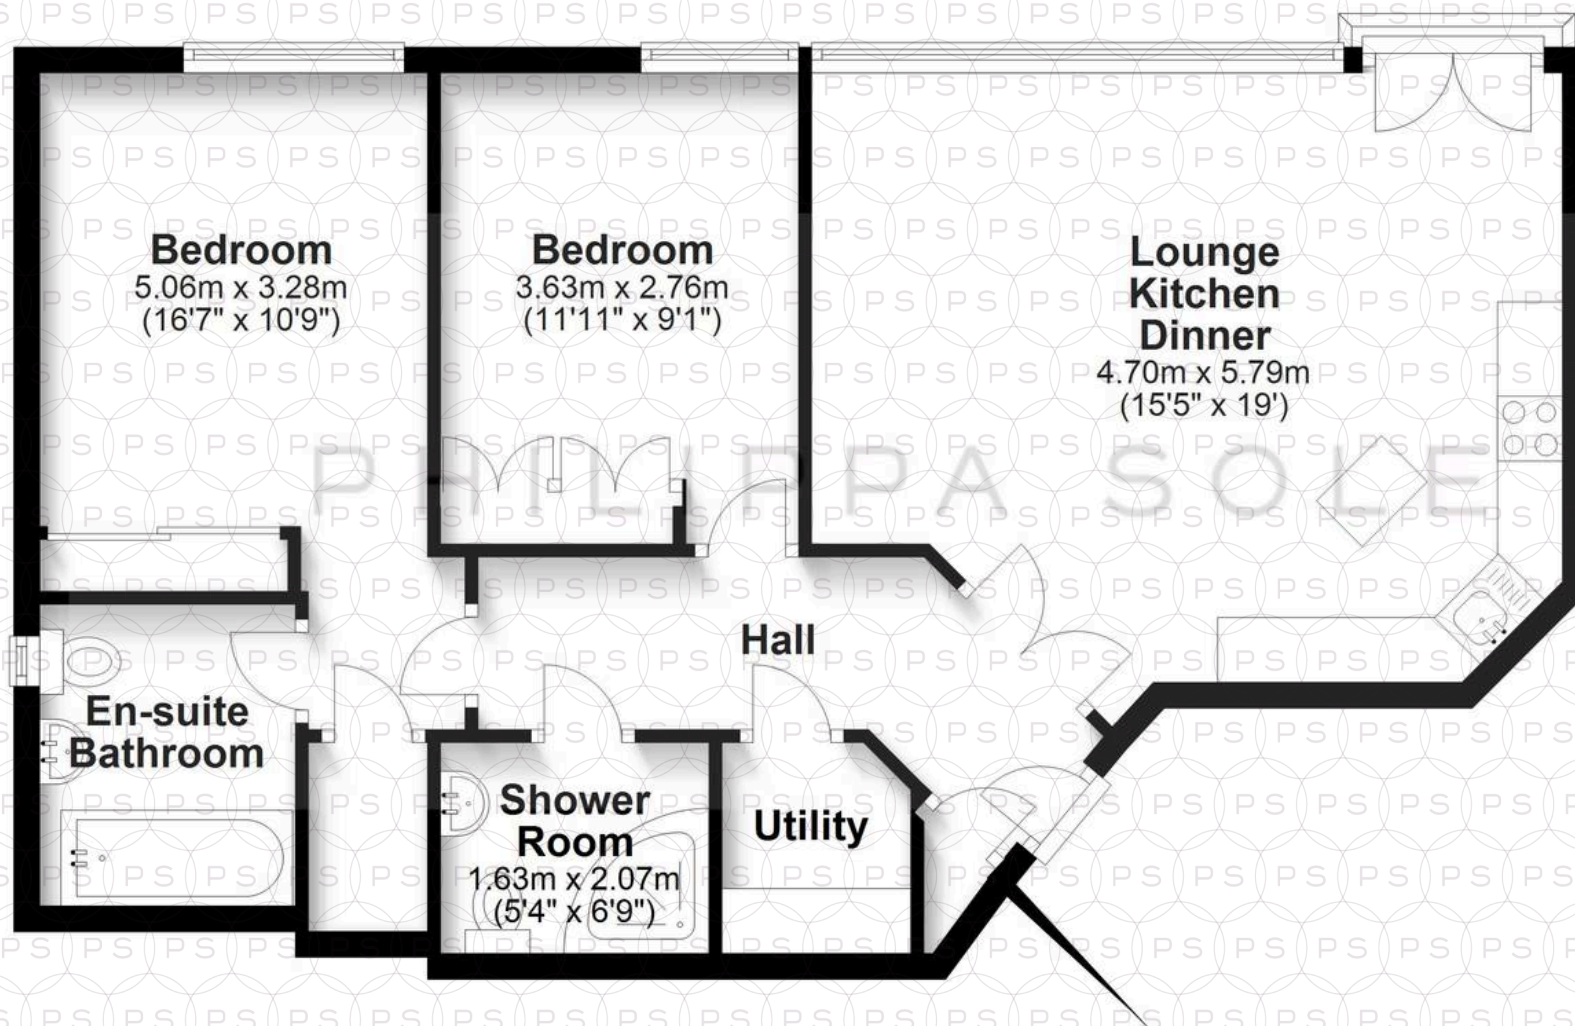 Bedroom
5.06m x 3.28m
(16'7" x 10'9")
Bedroom
3.63m x 2.76m
(11'11" x 9'1")
Lounge
Kitchen
Dinner
4.70m x 5.79m
(15'5" x 19')
PHILIPPA SOLE
Hall
En-suite
Bathroom
Shower
Room
1.63m x 2.07m
(5'4" x 6'9")
Utility